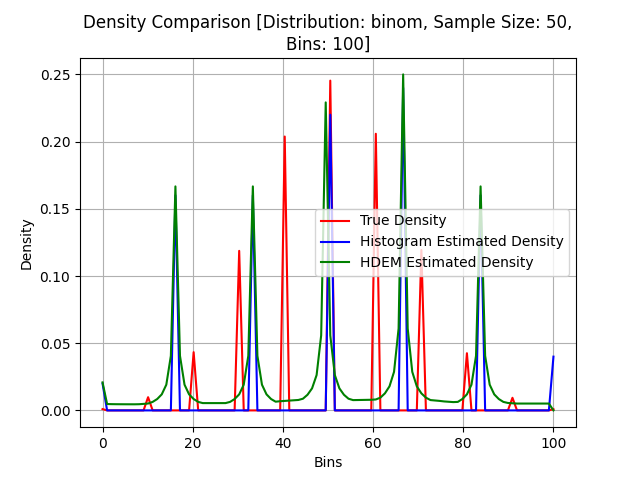 Density Comparison [Distribution: binom, Sample Size: 50,
Bins: 100]
0.25
0.20
0.15
0.10
0.05
0.00
Density
True Density
Histogram Estimated Density
HDEM Estimated Density
0 20 40 60 80 100
Bins